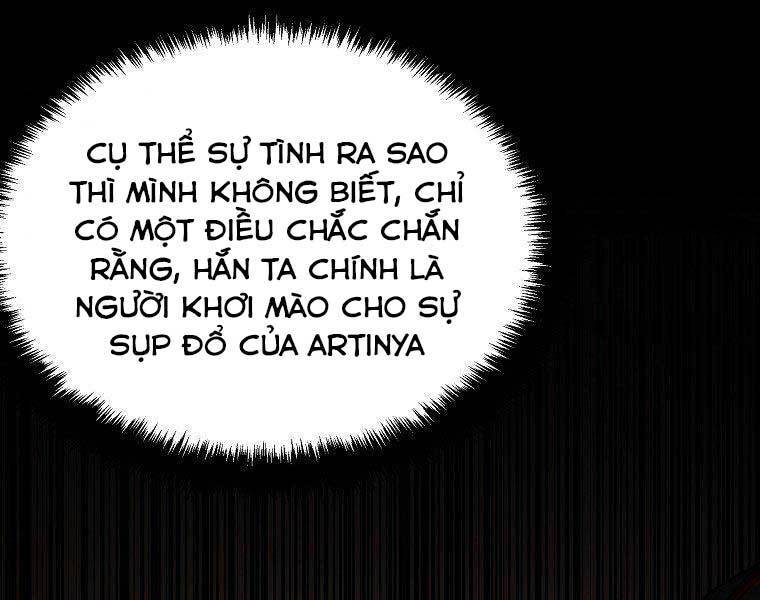 CỤ THỂ SỰ TÌNH RA SAO
THÌ MÌNH KHÔNG BIẾT, CHỈ
CÓ MỘT ĐIỀU CHẮC CHẮN
RẰNG, HẮN TA CHÍNH LÀ
NGƯỜI KHƠI MÀO CHO SỰ
SỤP ĐỔ CỦA ARTINYA